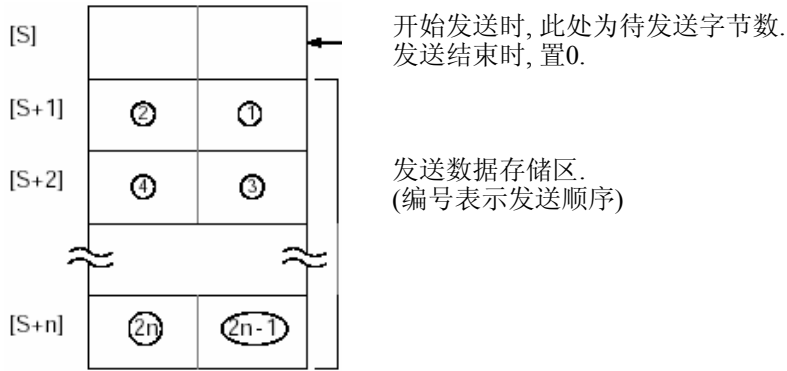 [S]
开始发送时, 此处为待发送字节数.
发送结束时, 置0.
[S+1] ② ①
[S+2] ④ ③
发送数据存储区.
(编号表示发送顺序)
[S+n] 2n 2n-1